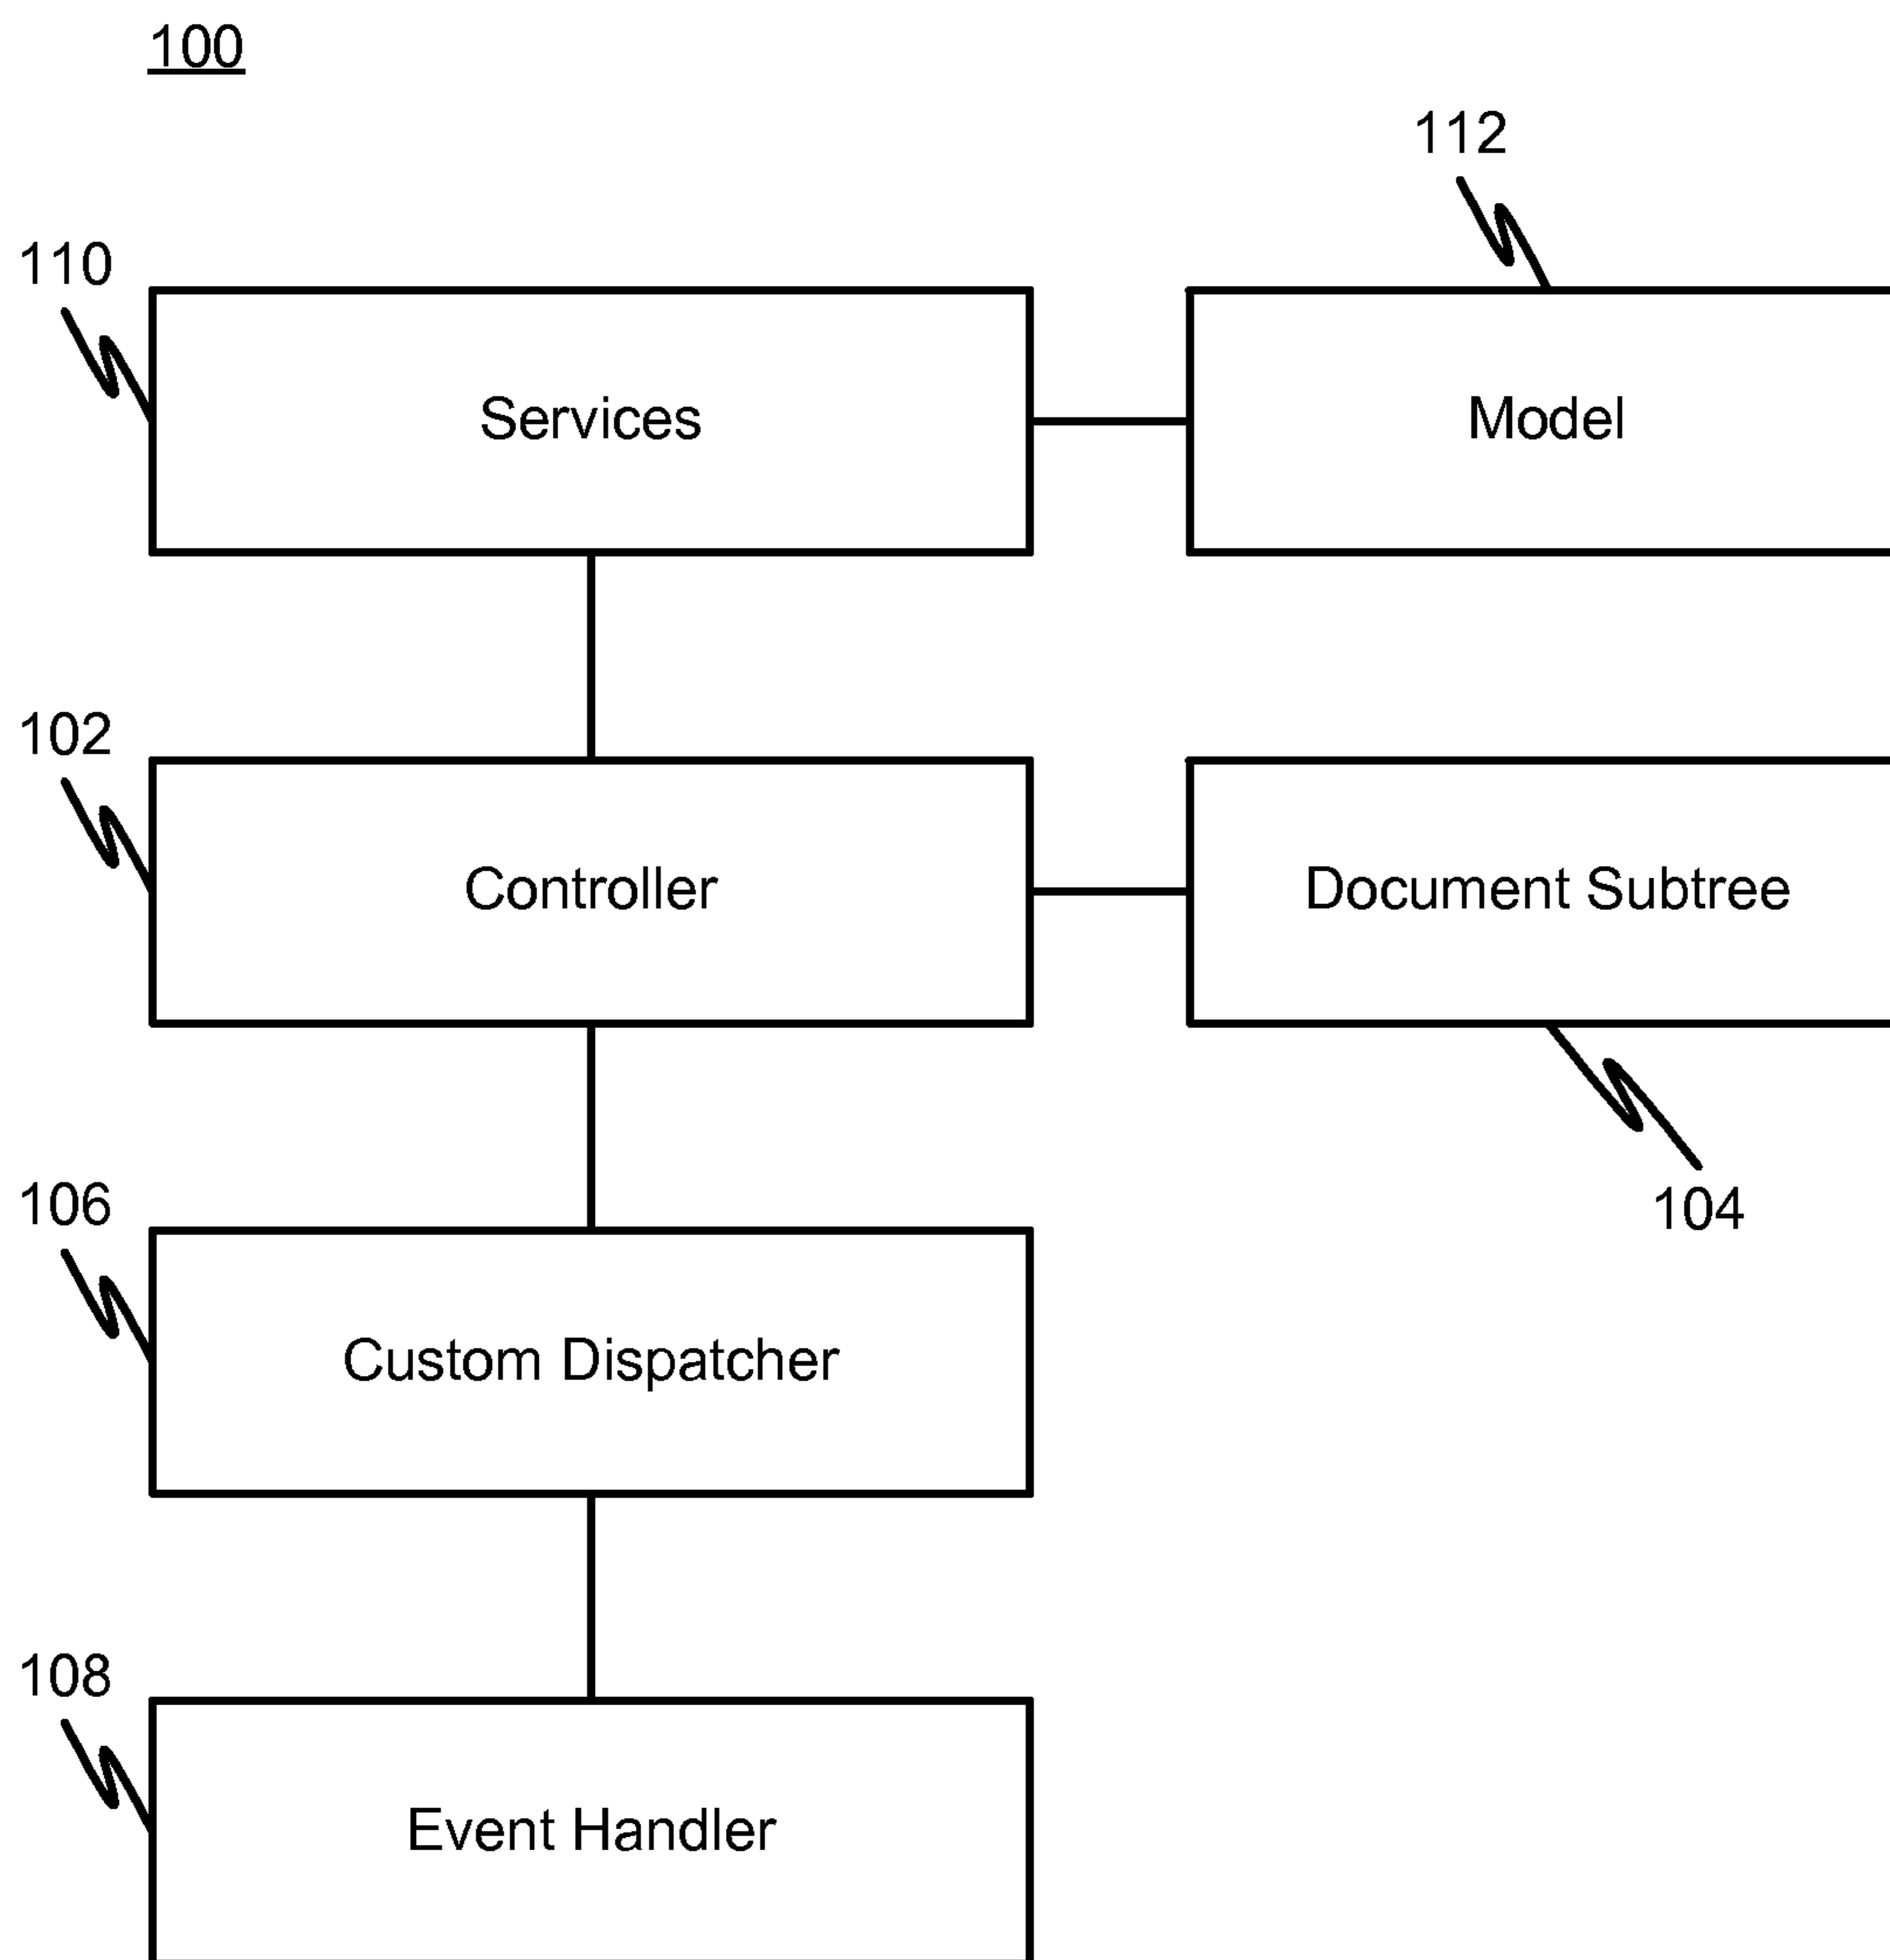 100
112
110
Services
Model
102
Controller
Document Subtree
106
104
Custom Dispatcher
108
Event Handler